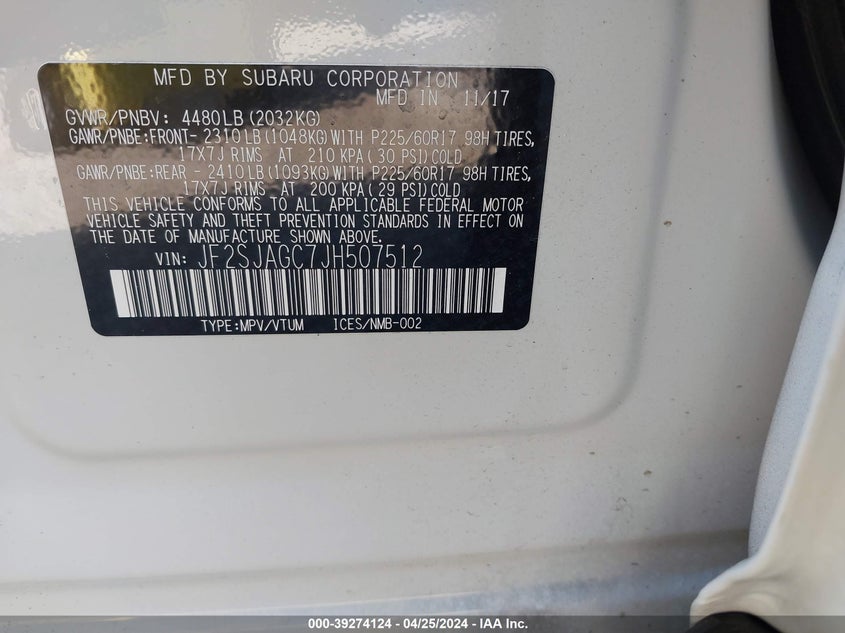 MFD BY SUBARU CORPORATION
MFD IN 11/17
GVWR/PNBV: 4480LB(2032KG)
GAWR/PNBE:FRONT- 2310LB(1048KG)WITH P225/60R17 98H TIRES,
17X7J RIMS AT 210 KPA(30 PSI)COLD
GAWR/PNBE:REAR - 2410LB(1093KG)WITH P225/60R17 98H TIRES,
17X7J RIMS AT 200 KPA(29 PSI)COLD
THIS VEHICLE CONFORMS TO ALL APPLICABLE FEDERAL MOTOR
VEHICLE SAFETY AND THEFT PREVENTION STANDARDS IN EFFECT ON
THE DATE OF MANUFACTURE SHOWN ABOVE.
VIN: JF2SJAGC7JH507512
TYPE:MPV/VTUM ICES/NMB-002
000-39274124 - 04/25/2024 - IAA Inc.